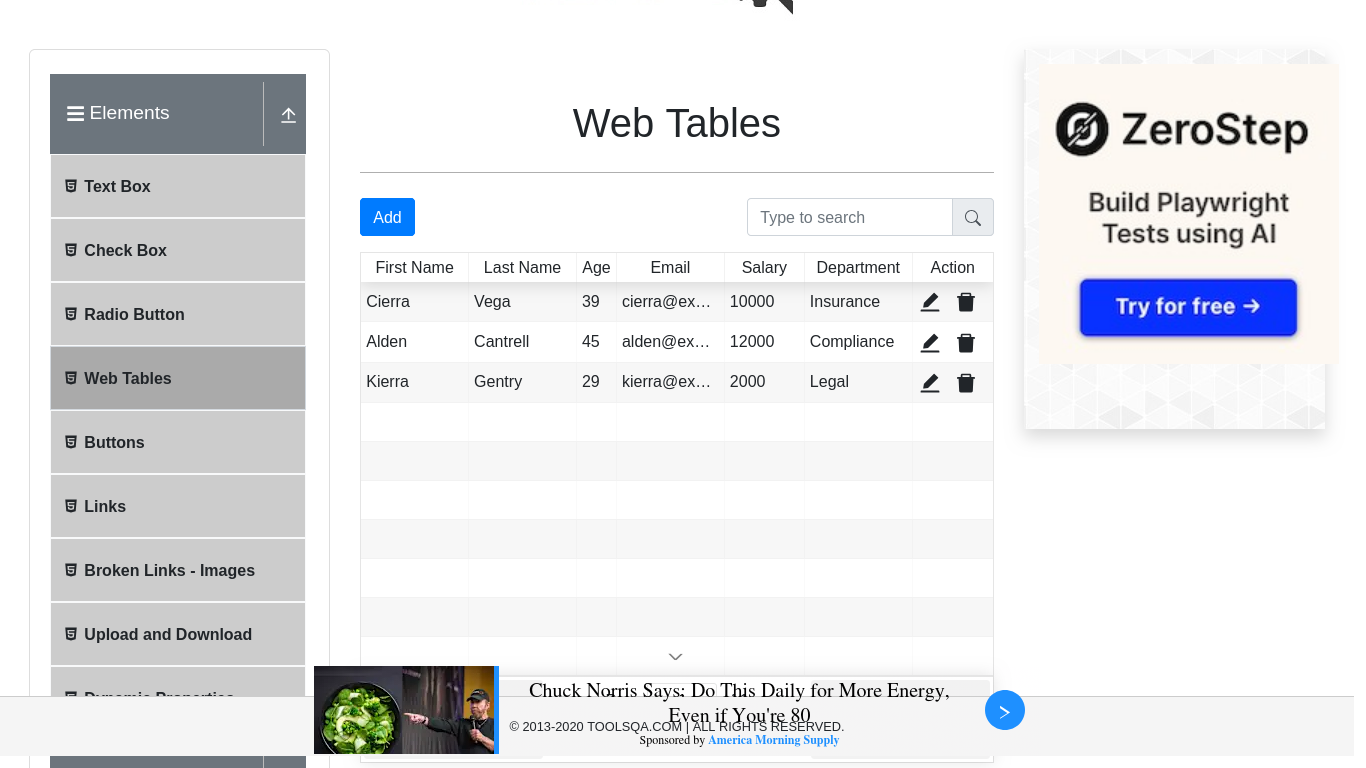 Elements
Text Box
Check Box
Radio Button
Web Tables
Buttons
Links
Broken Links - Images
Upload and Download
Dynamic Properties
Web Tables
Add
Type to search
First Name Last Name Age Email Salary Department Action
Cierra Vega 39 cierra@ex... 10000 Insurance
Alden Cantrell 45 alden@ex... 12000 Compliance
Kierra Gentry 29 kierra@ex... 2000 Legal
ZeroStep
Build Playwright
Tests using AI
Try for free →
Chuck Norris Says: Do This Daily for More Energy,
Even if You're 80
© 2013-2020 TOOLSQA.COM | ALL RIGHTS RESERVED.
Sponsored by America Morning Supply